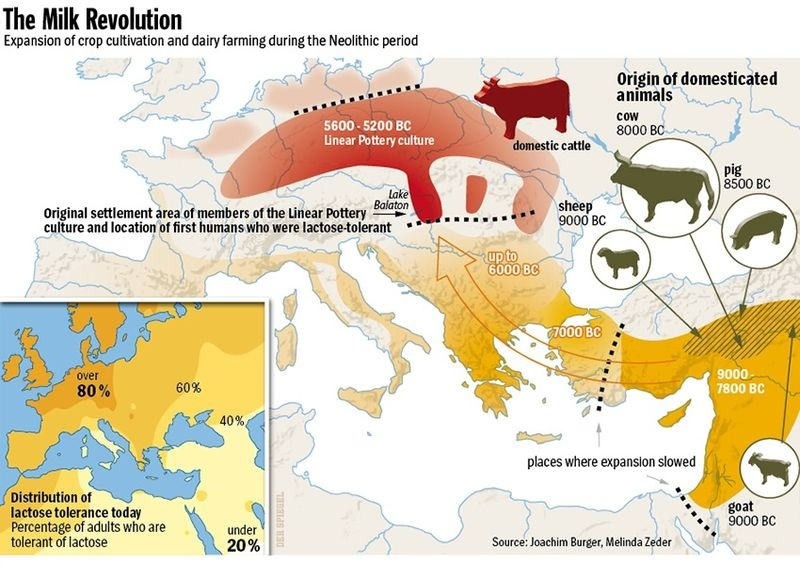 The Milk Revolution
Expansion of crop cultivation and dairy farming during the Neolithic period
Origin of domesticated
animals
cow
8000 BC
pig
8500 BC
sheep
9000 BC
5600 - 5200 BC
Linear Pottery culture
domestic cattle
Lake
Balaton
Original settlement area of members of the Linear Pottery
culture and location of first humans who were lactose-tolerant
up to
6000 BC
7000 BC
9000 -
7800 BC
places where expansion slowed
goat
9000 BC
over
80 %
60 %
40 %
under
20 %
Distribution of
lactose tolerance today
Percentage of adults who are
tolerant of lactose
DER SPIEGEL
Source: Joachim Burger, Melinda Zeder